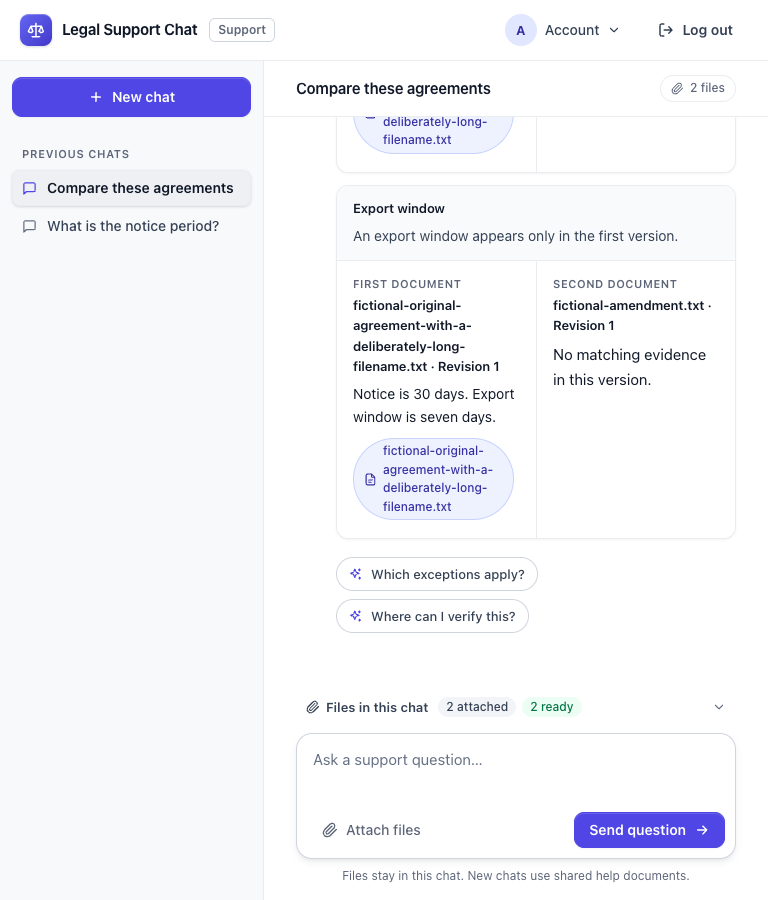 Legal Support Chat
Support
A
Account
Log out
New chat
PREVIOUS CHATS
Compare these agreements
What is the notice period?
Compare these agreements
2 files
deliberately-long-
filename.txt
Export window
An export window appears only in the first version.
FIRST DOCUMENT
fictional-original-
agreement-with-a-
deliberately-long-
filename.txt · Revision 1
Notice is 30 days. Export
window is seven days.
fictional-original-
agreement-with-a-
deliberately-long-
filename.txt
SECOND DOCUMENT
fictional-amendment.txt ·
Revision 1
No matching evidence
in this version.
Which exceptions apply?
Where can I verify this?
Files in this chat
2 attached
2 ready
Ask a support question...
Attach files
Send question
Files stay in this chat. New chats use shared help documents.